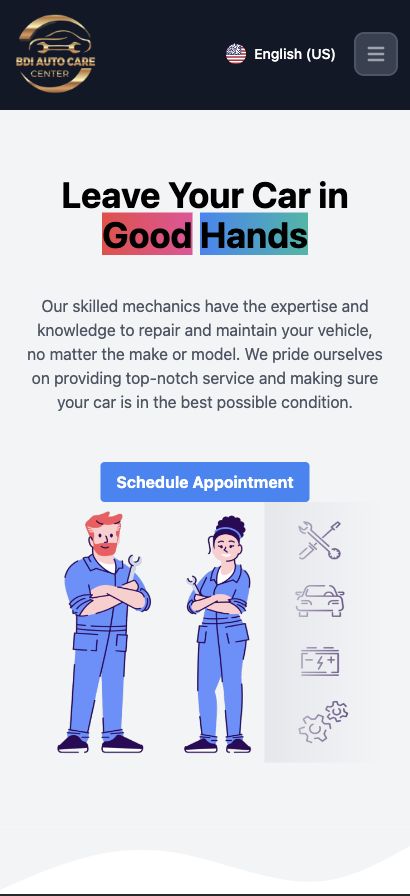 BDI AUTO CARE
CENTER
English (US)
Leave Your Car in
Good Hands
Our skilled mechanics have the expertise and
knowledge to repair and maintain your vehicle,
no matter the make or model. We pride ourselves
on providing top-notch service and making sure
your car is in the best possible condition.
Schedule Appointment